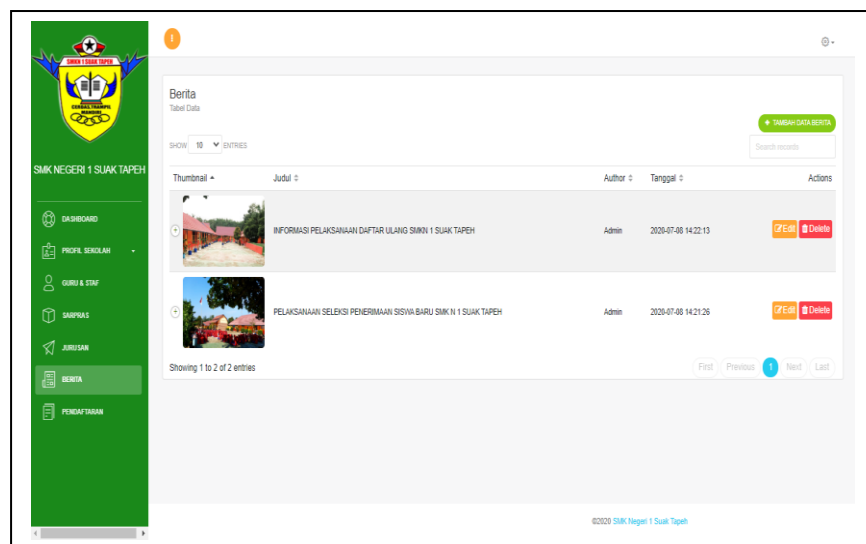 SMKN 1 SUAK TAPEH
CERDAS, TRAMPIL
MANDIRI
SMK NEGERI 1 SUAK TAPEH
DASHBOARD
PROFIL SEKOLAH
GURU & STAF
SARPRAS
JURUSAN
BERITA
PENDAFTARAN
Berita
Tabel Data
+ TAMBAH DATA BERITA
SHOW 10 ENTRIES
Search records
Thumbnail Judul Author Tanggal Actions
INFORMASI PELAKSANAAN DAFTAR ULANG SMKN 1 SUAK TAPEH Admin 2020-07-08 14:22:13 Edit Delete
PELAKSANAAN SELEKSI PENERIMAAN SISWA BARU SMK N 1 SUAK TAPEH Admin 2020-07-08 14:21:26 Edit Delete
Showing 1 to 2 of 2 entries
First Previous 1 Next Last
©2020 SMK Negeri 1 Suak Tapeh